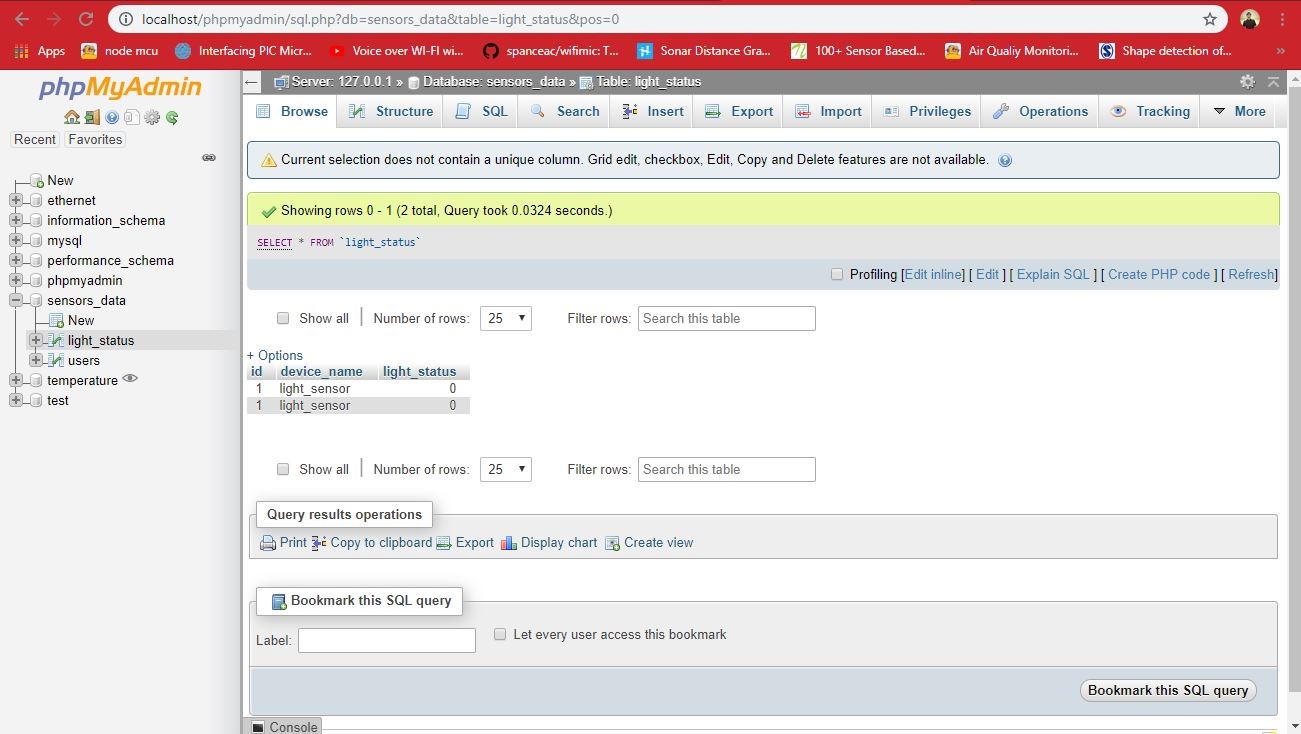 localhost/phpmyadmin/sql.php?db=sensors_data&table=light_status&pos=0
Apps node mcu Interfacing PIC Micr... Voice over WI-FI wi... spanceac/wifimic: T... Sonar Distance Gra... 100+ Sensor Based... Air Qualiy Monitori... Shape detection of... »
phpMyAdmin
Recent Favorites
New
ethernet
information_schema
mysql
performance_schema
phpmyadmin
sensors_data
New
light_status
users
temperature
test
Server: 127.0.0.1 » Database: sensors_data » Table: light_status
Browse Structure SQL Search Insert Export Import Privileges Operations Tracking More
Current selection does not contain a unique column. Grid edit, checkbox, Edit, Copy and Delete features are not available.
Showing rows 0 - 1 (2 total, Query took 0.0324 seconds.)
SELECT * FROM `light_status`
Profiling [Edit inline] [ Edit ] [ Explain SQL ] [ Create PHP code ] [ Refresh]
Show all | Number of rows: 25 Filter rows: Search this table
+ Options
id device_name light_status
1 light_sensor 0
1 light_sensor 0
Show all | Number of rows: 25 Filter rows: Search this table
Query results operations
Print Copy to clipboard Export Display chart Create view
Bookmark this SQL query
Label: Let every user access this bookmark
Bookmark this SQL query
Console